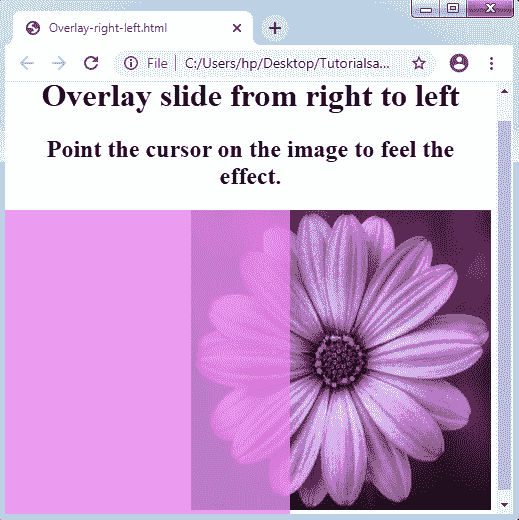 Overlay-right-left.html
File C:/Users/hp/Desktop/Tutorialsa...
Overlay slide from right to left
Point the cursor on the image to feel the
effect.